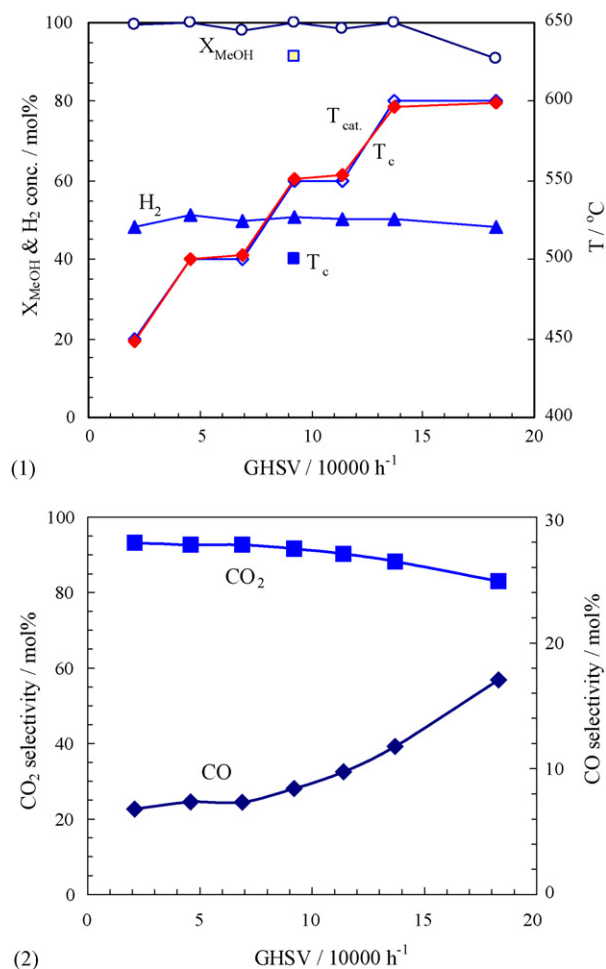 100
80
60
40
20
0
X_MeOH & H₂ conc. / mol%
650
600
550
500
450
400
T / °C
X_MeOH
T_cat.
T_c
H₂
T_c
0 5 10 15 20
(1)
GHSV / 10000 h⁻¹
100
80
60
40
20
0
CO₂ selectivity / mol%
30
20
10
0
CO selectivity / mol%
CO₂
CO
0 5 10 15 20
(2)
GHSV / 10000 h⁻¹